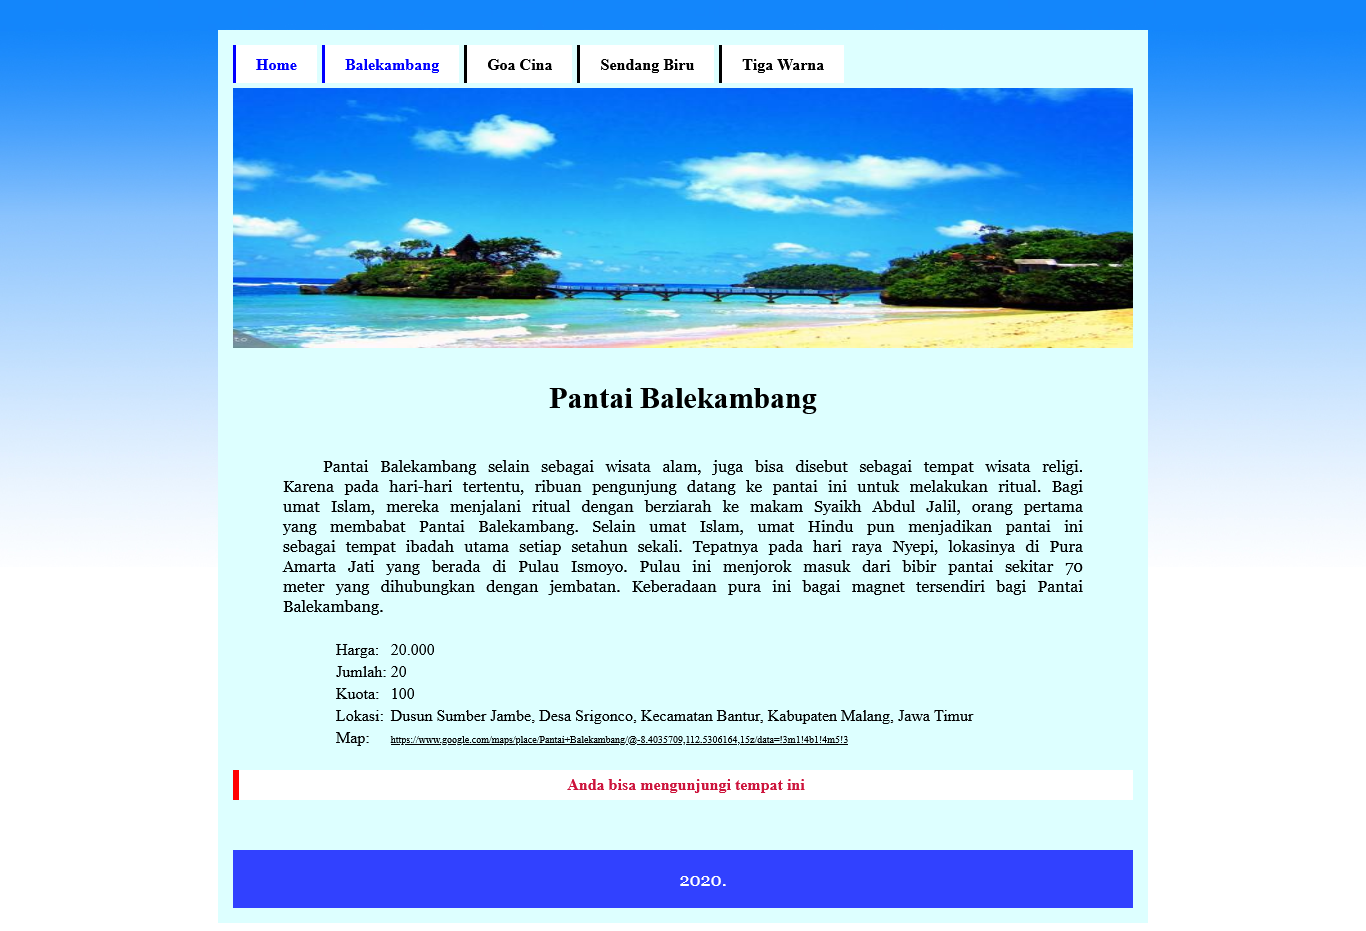 Home Balekambang Goa Cina Sendang Biru Tiga Warna
to
Pantai Balekambang
Pantai Balekambang selain sebagai wisata alam, juga bisa disebut sebagai tempat wisata religi.
Karena pada hari-hari tertentu, ribuan pengunjung datang ke pantai ini untuk melakukan ritual. Bagi
umat Islam, mereka menjalani ritual dengan berziarah ke makam Syaikh Abdul Jalil, orang pertama
yang membabat Pantai Balekambang. Selain umat Islam, umat Hindu pun menjadikan pantai ini
sebagai tempat ibadah utama setiap setahun sekali. Tepatnya pada hari raya Nyepi, lokasinya di Pura
Amarta Jati yang berada di Pulau Ismoyo. Pulau ini menjorok masuk dari bibir pantai sekitar 70
meter yang dihubungkan dengan jembatan. Keberadaan pura ini bagai magnet tersendiri bagi Pantai
Balekambang.
Harga: 20.000
Jumlah: 20
Kuota: 100
Lokasi: Dusun Sumber Jambe, Desa Srigonco, Kecamatan Bantur, Kabupaten Malang, Jawa Timur
Map: https://www.google.com/maps/place/Pantai+Balekambang/@-8.4035709,112.5306164,15z/data=!3m1!4b1!4m5!3
Anda bisa mengunjungi tempat ini
2020.